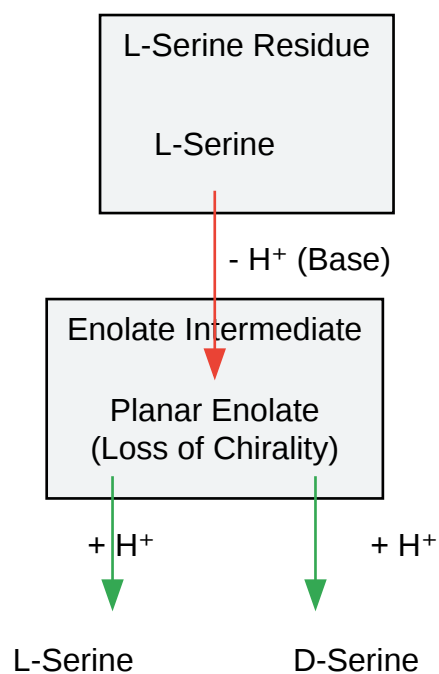 L-Serine Residue
L-Serine
- H⁺ (Base)
Enolate Intermediate
Planar Enolate
(Loss of Chirality)
+ H⁺
+ H⁺
L-Serine
D-Serine